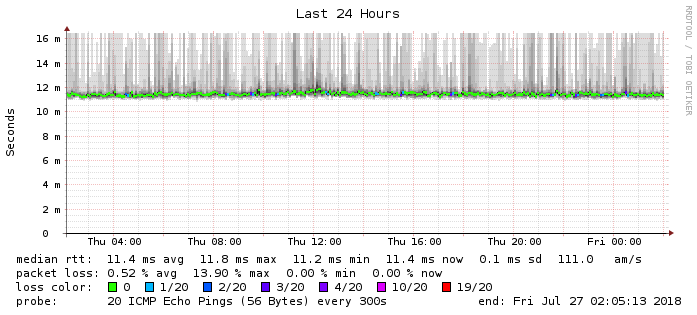 Last 24 Hours
RRDTOOL / TOBI OETIKER
Seconds
16 m
14 m
12 m
10 m
8 m
6 m
4 m
2 m
0
Thu 04:00 Thu 08:00 Thu 12:00 Thu 16:00 Thu 20:00 Fri 00:00
median rtt: 11.4 ms avg 11.8 ms max 11.2 ms min 11.4 ms now 0.1 ms sd 111.0 am/s
packet loss: 0.52 % avg 13.90 % max 0.00 % min 0.00 % now
loss color: 0 1/20 2/20 3/20 4/20 10/20 19/20
probe: 20 ICMP Echo Pings (56 Bytes) every 300s end: Fri Jul 27 02:05:13 2018